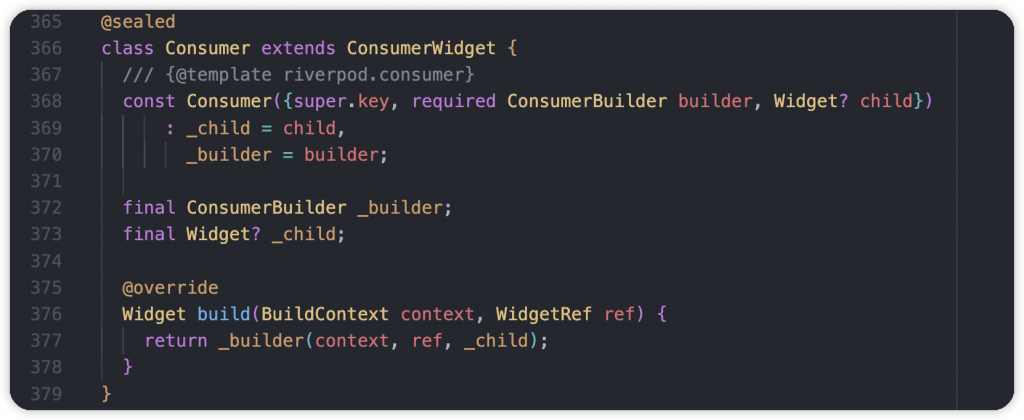 365 @sealed
366 class Consumer extends ConsumerWidget {
367   /// {@template riverpod.consumer}
368   const Consumer({super.key, required ConsumerBuilder builder, Widget? child})
369       : _child = child,
370         _builder = builder;
371
372   final ConsumerBuilder _builder;
373   final Widget? _child;
374
375   @override
376   Widget build(BuildContext context, WidgetRef ref) {
377     return _builder(context, ref, _child);
378   }
379 }